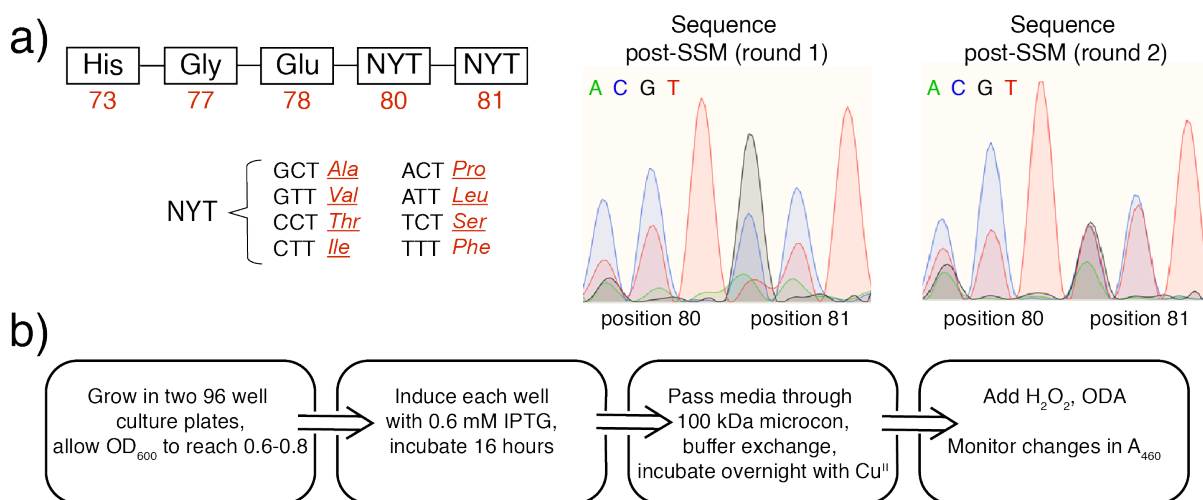 a)
His Gly Glu NYT NYT
73 77 78 80 81
NYT
GCT Ala ACT Pro
GTT Val ATT Leu
CCT Thr TCT Ser
CTT Ile TTT Phe
Sequence
post-SSM (round 1)
A C G T
position 80 position 81
Sequence
post-SSM (round 2)
A C G T
position 80 position 81
b)
Grow in two 96 well
culture plates,
allow OD600 to reach 0.6-0.8
Induce each well
with 0.6 mM IPTG,
incubate 16 hours
Pass media through
100 kDa microcon,
buffer exchange,
incubate overnight with CuII
Add H2O2, ODA
Monitor changes in A460